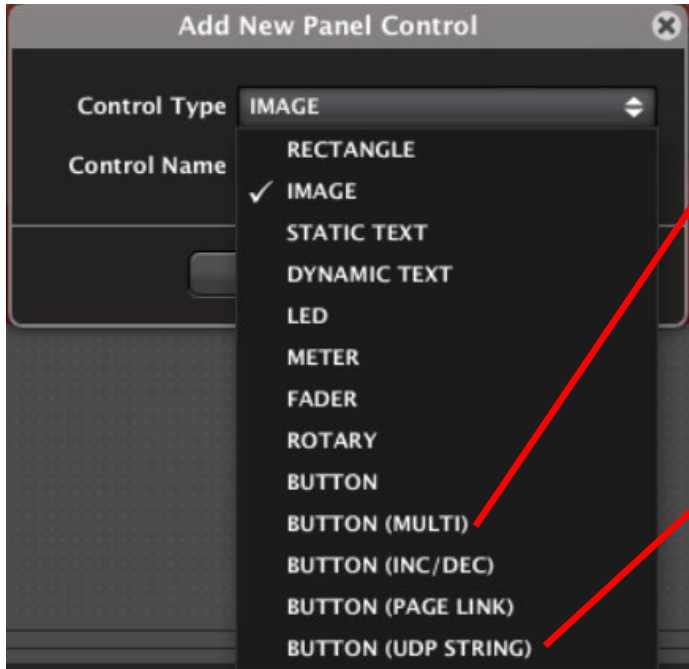 Add New Panel Control
Control Type IMAGE
Control Name
RECTANGLE
✓ IMAGE
STATIC TEXT
DYNAMIC TEXT
LED
METER
FADER
ROTARY
BUTTON
BUTTON (MULTI)
BUTTON (INC/DEC)
BUTTON (PAGE LINK)
BUTTON (UDP STRING)